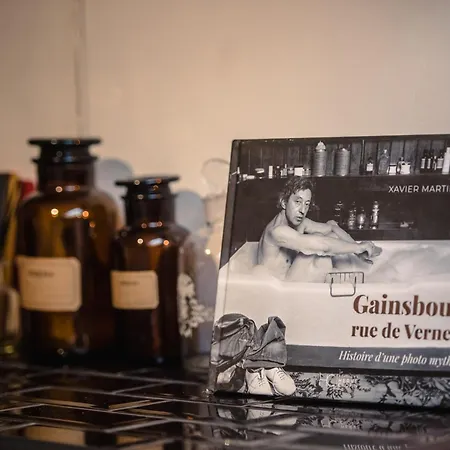 XAVIER MARTI
Gainsbou
rue de Verne
Histoire d'une photo myth